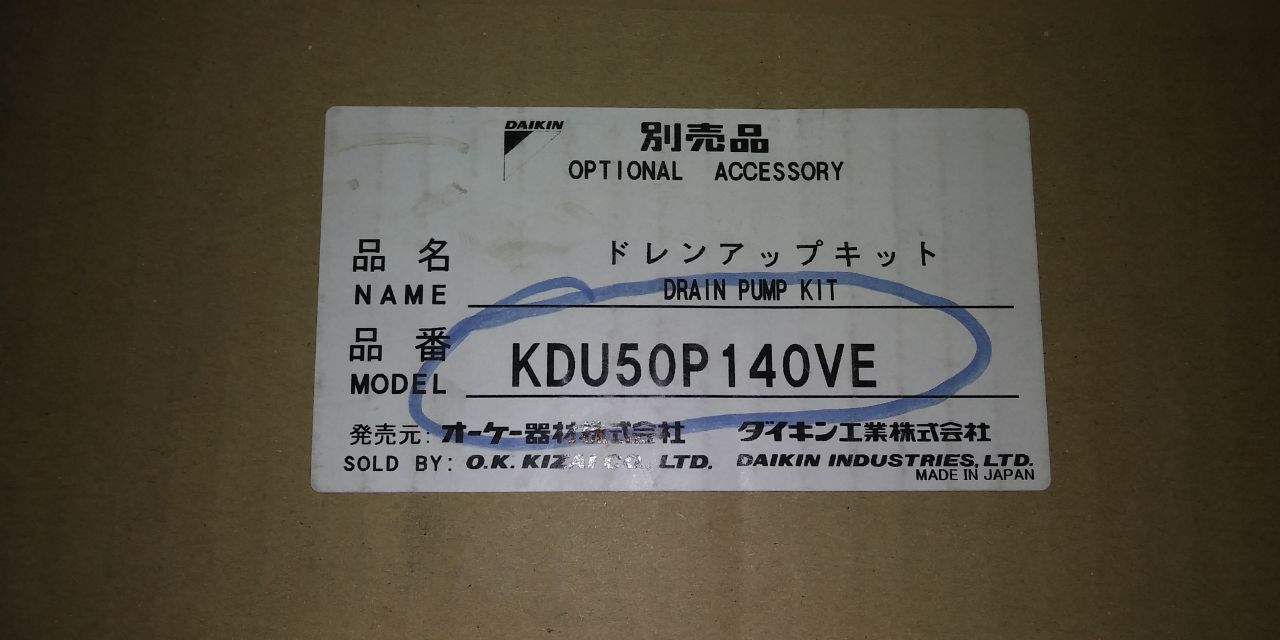 DAIKIN
別売品
OPTIONAL ACCESSORY
品名 ドレンアップキット
NAME DRAIN PUMP KIT
品番 KDU50P140VE
MODEL
発売元: オーケー器材株式会社 ダイキン工業株式会社
SOLD BY: O.K. KIZAI CO., LTD. DAIKIN INDUSTRIES, LTD.
MADE IN JAPAN